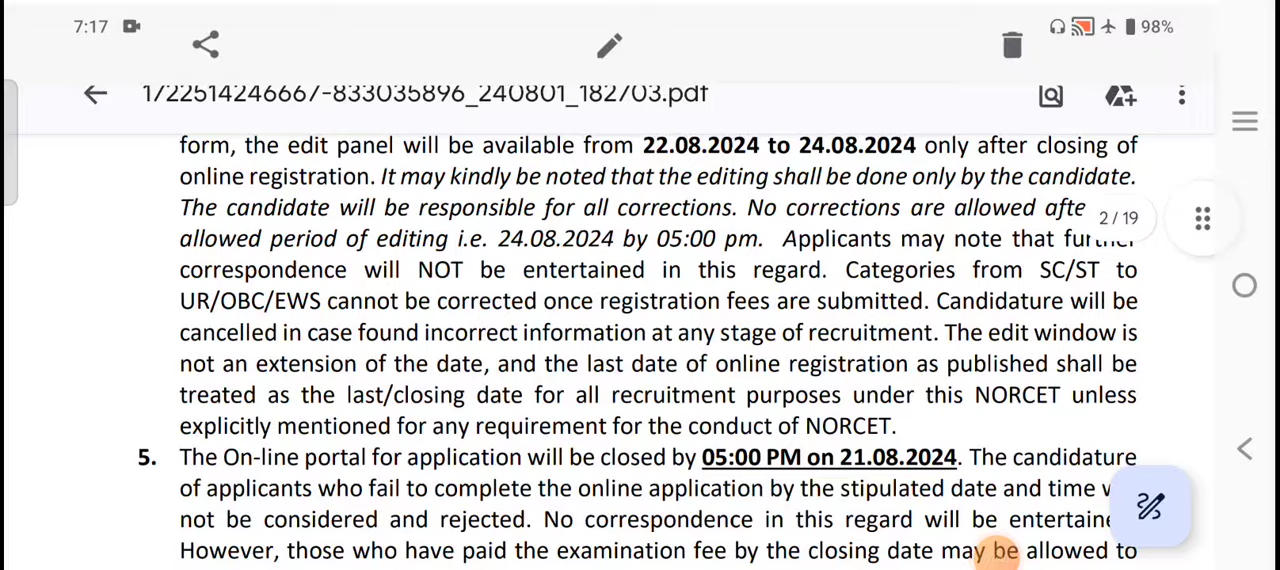 7:17 98%
1722514246667-833035896_240801_182703.pdf
form, the edit panel will be available from 22.08.2024 to 24.08.2024 only after closing of
online registration. It may kindly be noted that the editing shall be done only by the candidate.
The candidate will be responsible for all corrections. No corrections are allowed afte
2/19
allowed period of editing i.e. 24.08.2024 by 05:00 pm. Applicants may note that further
correspondence will NOT be entertained in this regard. Categories from SC/ST to
UR/OBC/EWS cannot be corrected once registration fees are submitted. Candidature will be
cancelled in case found incorrect information at any stage of recruitment. The edit window is
not an extension of the date, and the last date of online registration as published shall be
treated as the last/closing date for all recruitment purposes under this NORCET unless
explicitly mentioned for any requirement for the conduct of NORCET.
5. The On-line portal for application will be closed by 05:00 PM on 21.08.2024. The candidature
of applicants who fail to complete the online application by the stipulated date and time
not be considered and rejected. No correspondence in this regard will be entertaine
However, those who have paid the examination fee by the closing date may be allowed to